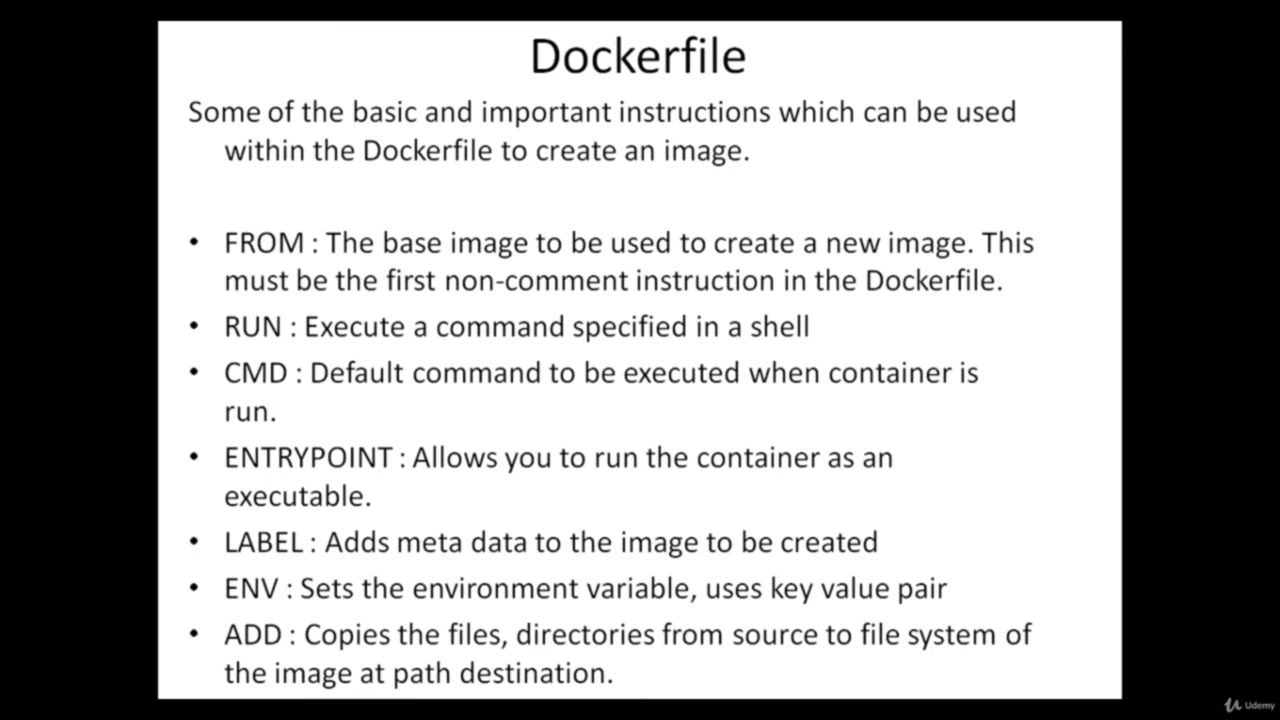 Dockerfile
Some of the basic and important instructions which can be used
within the Dockerfile to create an image.
• FROM : The base image to be used to create a new image. This
must be the first non-comment instruction in the Dockerfile.
• RUN : Execute a command specified in a shell
• CMD : Default command to be executed when container is
run.
• ENTRYPOINT : Allows you to run the container as an
executable.
• LABEL : Adds meta data to the image to be created
• ENV : Sets the environment variable, uses key value pair
• ADD : Copies the files, directories from source to file system of
the image at path destination.
Udemy